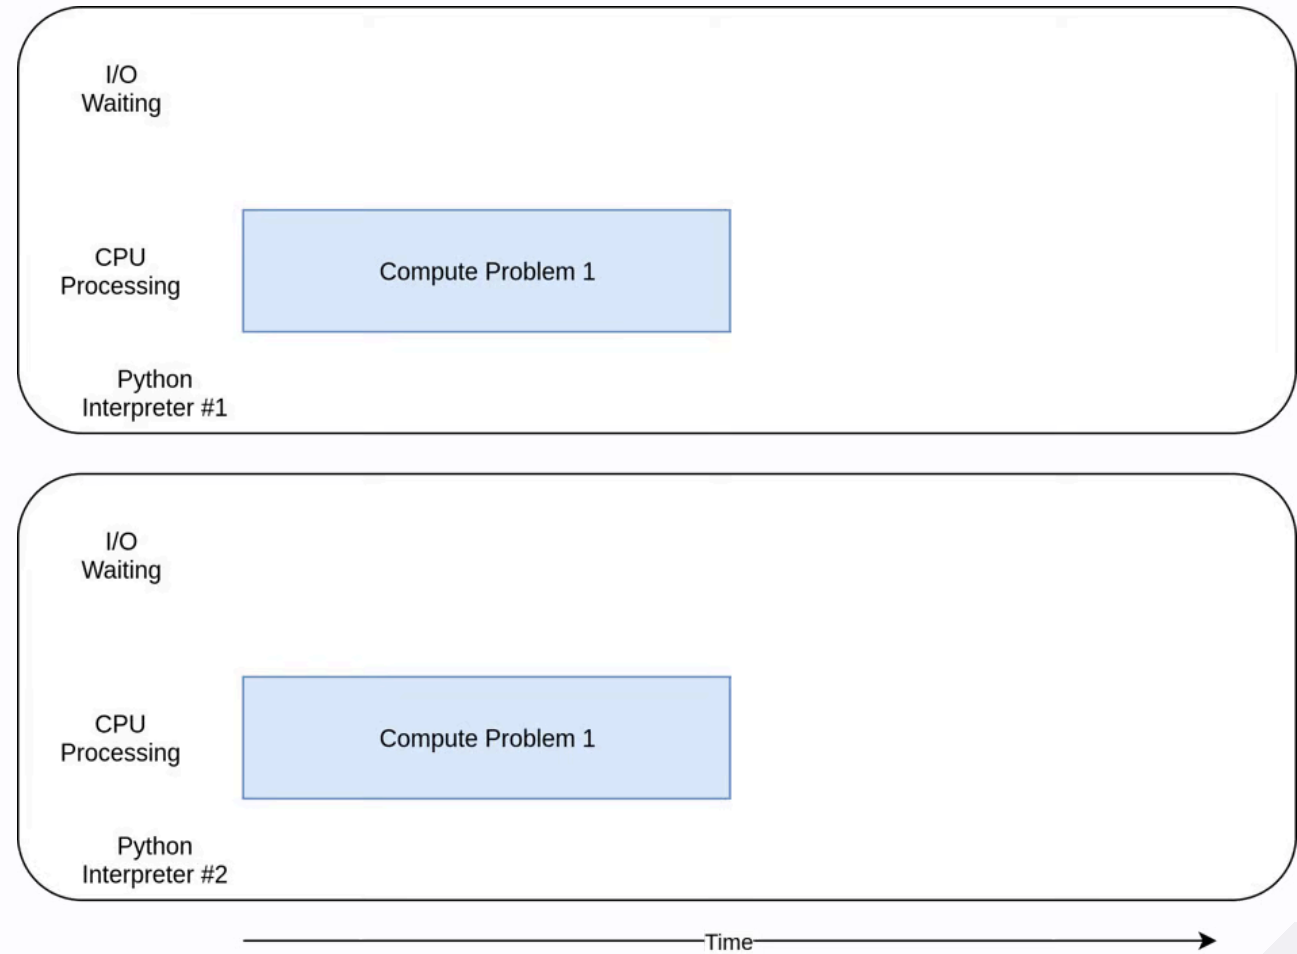 I/O
Waiting
CPU
Processing
Compute Problem 1
Python
Interpreter #1
I/O
Waiting
CPU
Processing
Compute Problem 1
Python
Interpreter #2
Time